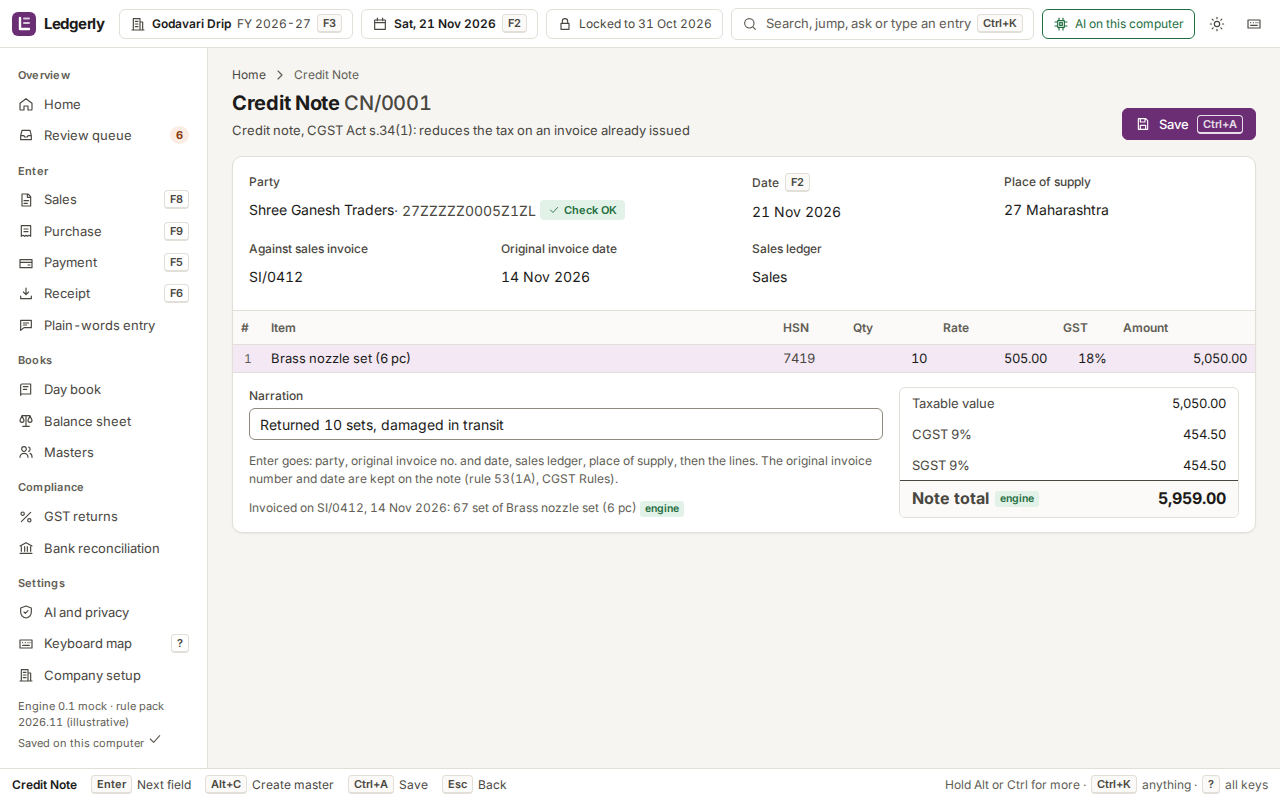 Ledgerly Godavari Drip FY 2026-27 F3 Sat, 21 Nov 2026 F2 Locked to 31 Oct 2026 Search, jump, ask or type an entry Ctrl+K AI on this computer
Overview
Home
Review queue 6
Enter
Sales F8
Purchase F9
Payment F5
Receipt F6
Plain-words entry
Books
Day book
Balance sheet
Masters
Compliance
GST returns
Bank reconciliation
Settings
AI and privacy
Keyboard map ?
Company setup
Engine 0.1 mock · rule pack
2026.11 (illustrative)
Saved on this computer
Home Credit Note
Credit Note CN/0001
Credit note, CGST Act s.34(1): reduces the tax on an invoice already issued
Save Ctrl+A
Party Date F2 Place of supply
Shree Ganesh Traders · 27ZZZZZ0005Z1ZL Check OK 21 Nov 2026 27 Maharashtra
Against sales invoice Original invoice date Sales ledger
SI/0412 14 Nov 2026 Sales
# Item HSN Qty Rate GST Amount
1 Brass nozzle set (6 pc) 7419 10 505.00 18% 5,050.00
Narration
Returned 10 sets, damaged in transit
Enter goes: party, original invoice no. and date, sales ledger, place of supply, then the lines. The original invoice
number and date are kept on the note (rule 53(1A), CGST Rules).
Invoiced on SI/0412, 14 Nov 2026: 67 set of Brass nozzle set (6 pc) engine
Taxable value 5,050.00
CGST 9% 454.50
SGST 9% 454.50
Note total engine 5,959.00
Credit Note Enter Next field Alt+C Create master Ctrl+A Save Esc Back Hold Alt or Ctrl for more · Ctrl+K anything · ? all keys